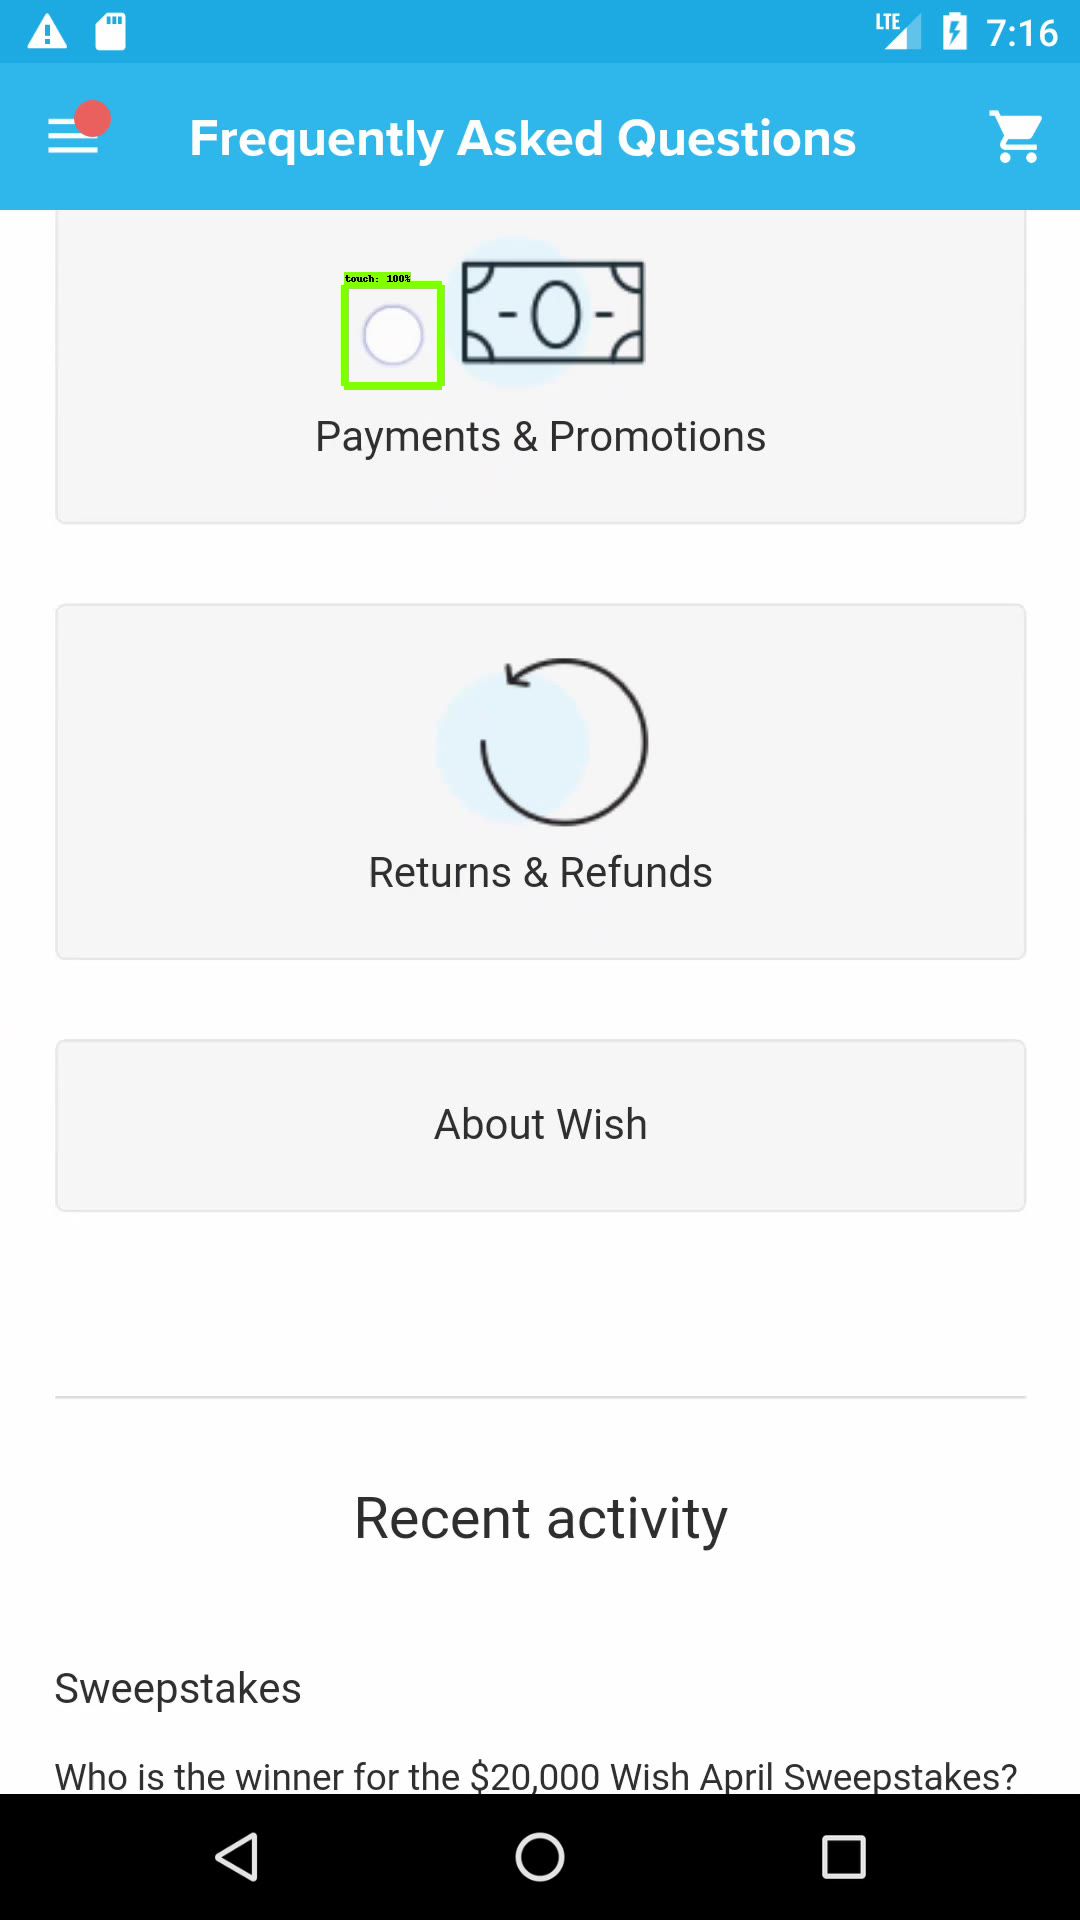 LTE 7:16
Frequently Asked Questions
touch: 100%
Payments & Promotions
Returns & Refunds
About Wish
Recent activity
Sweepstakes
Who is the winner for the $20,000 Wish April Sweepstakes?